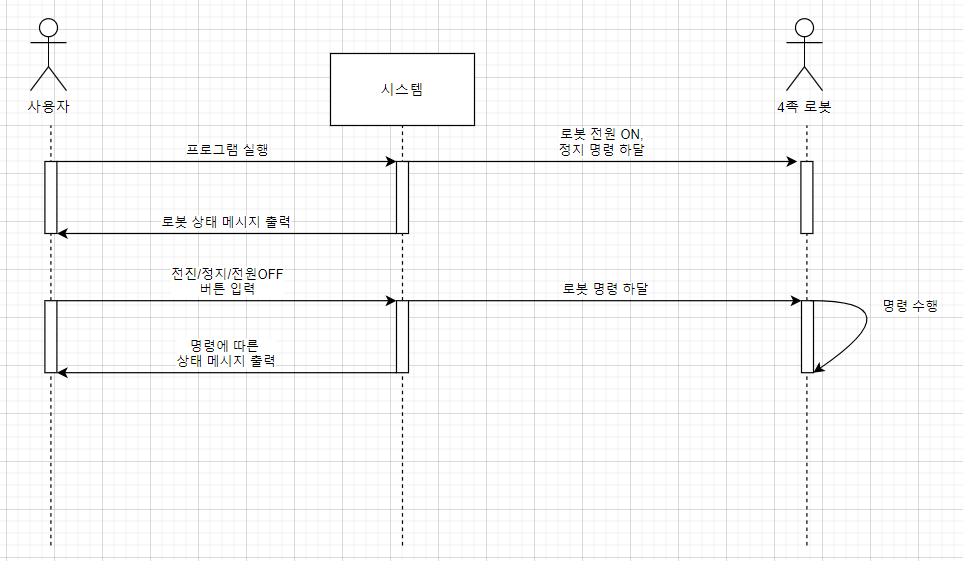 시스템
사용자
4족 로봇
프로그램 실행
로봇 전원 ON,
정지 명령 하달
로봇 상태 메시지 출력
전진/정지/전원OFF
버튼 입력
로봇 명령 하달
명령 수행
명령에 따른
상태 메시지 출력